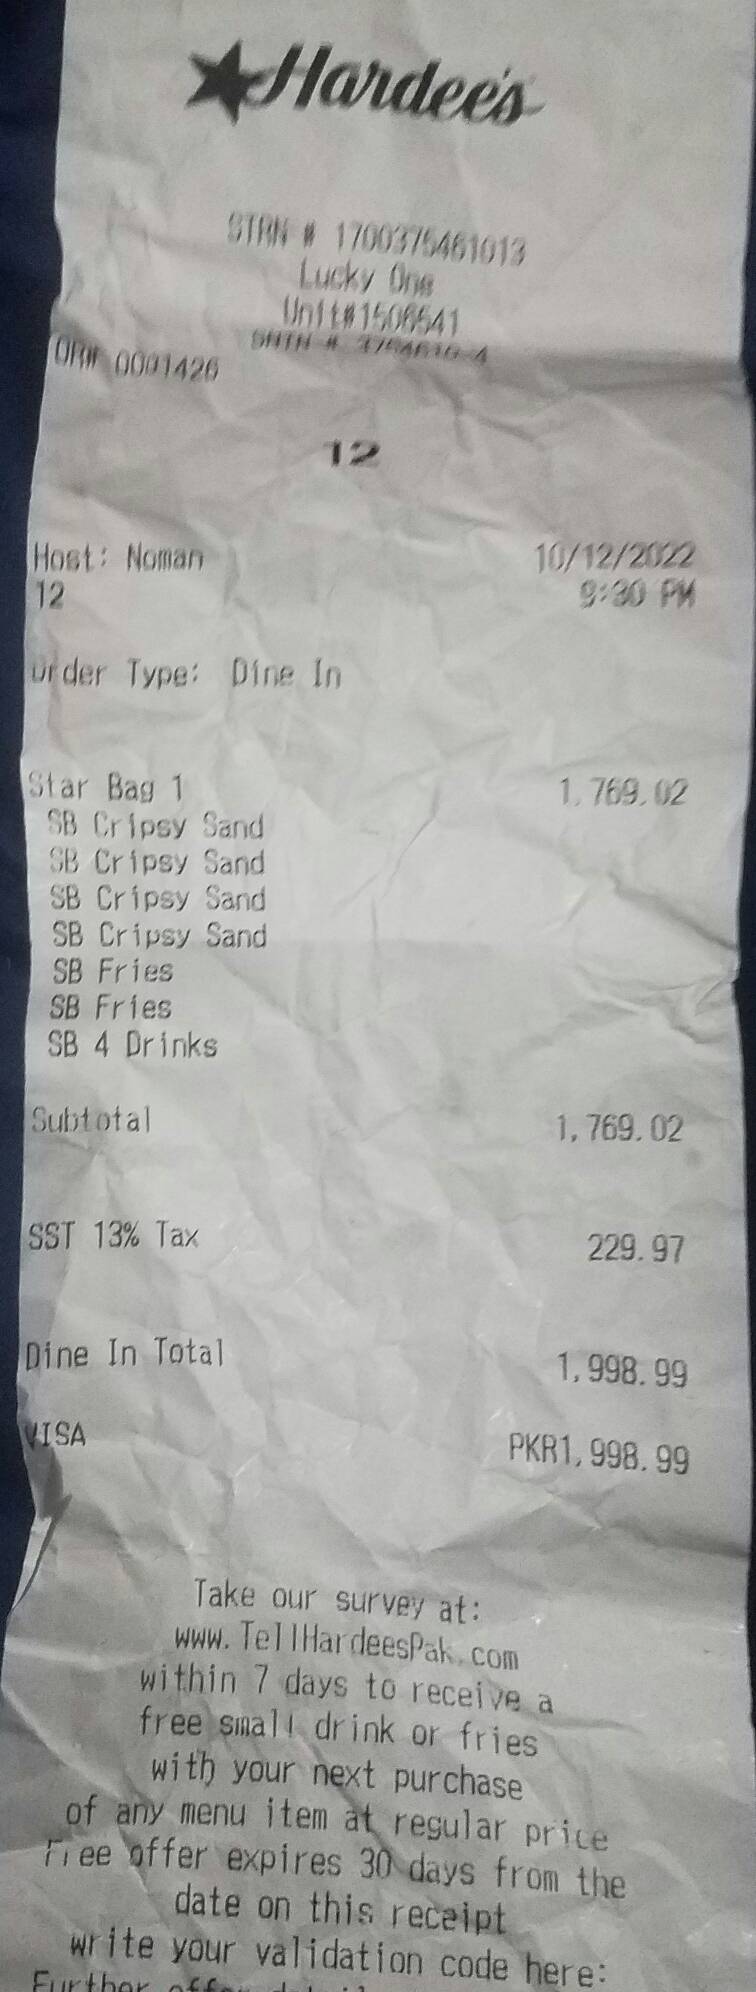 Hardee's
STRN # 1700375461013
Lucky One
Unit#1506541
SNTN # 3754610-4
OR# 0001426
12
Host: Noman 10/12/2022
12 9:30 PM
Order Type: Dine In
Star Bag 1 1,769.02
SB Cripsy Sand
SB Cripsy Sand
SB Cripsy Sand
SB Cripsy Sand
SB Fries
SB Fries
SB 4 Drinks
Subtotal 1,769.02
SST 13% Tax 229.97
Dine In Total 1,998.99
VISA PKR1,998.99
Take our survey at:
www.TellHardeesPak.com
within 7 days to receive a
free small drink or fries
with your next purchase
of any menu item at regular price
Free offer expires 30 days from the
date on this receipt
write your validation code here:
Further offer